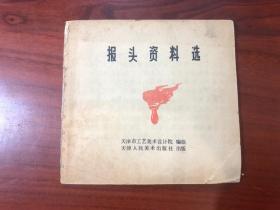 报头资料选
天津市工艺美术设计院 编绘
天津人民美术出版社 出版